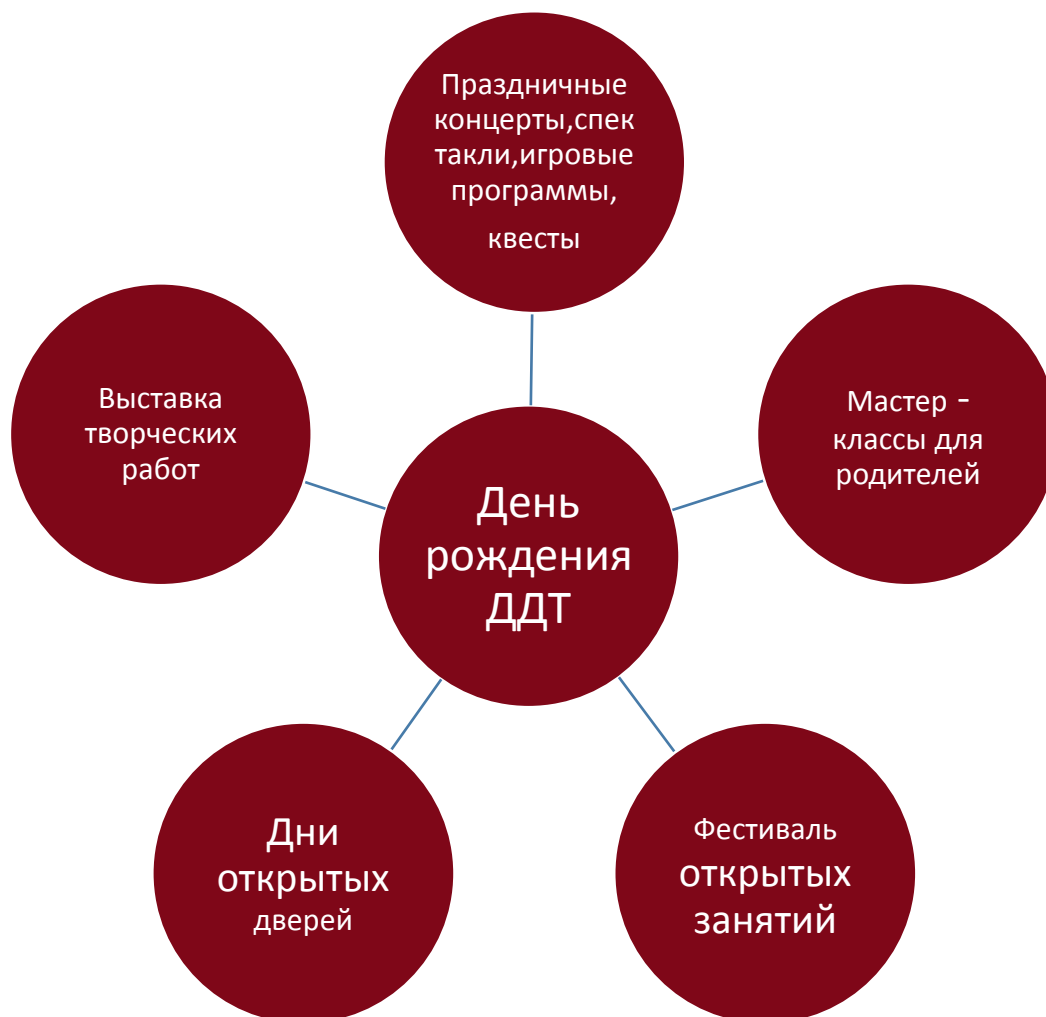 Праздничные
концерты,спек
такли,игровые
программы,
квесты
Выставка
творческих
работ
Мастер -
классы для
родителей
День
рождения
ДДТ
Дни
открытых
дверей
Фестиваль
открытых
занятий